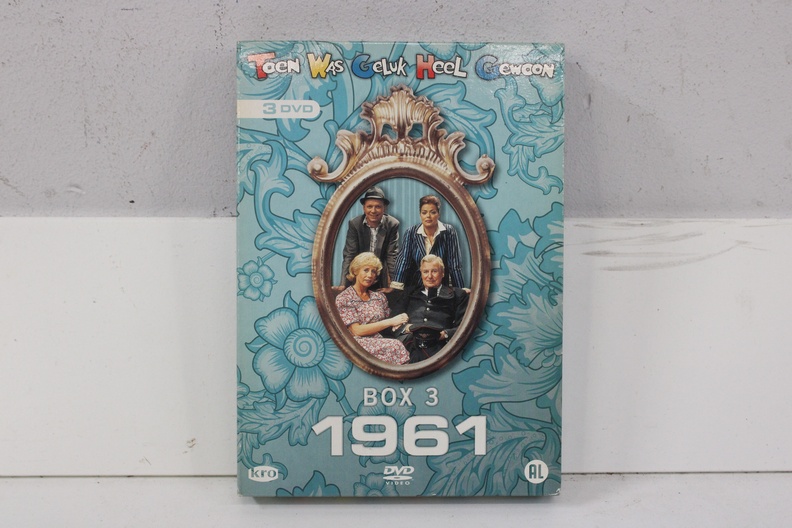 Toen Was Geluk Heel Gewoon
3 DVD
BOX 3
1961
kro
DVD
VIDEO
AL